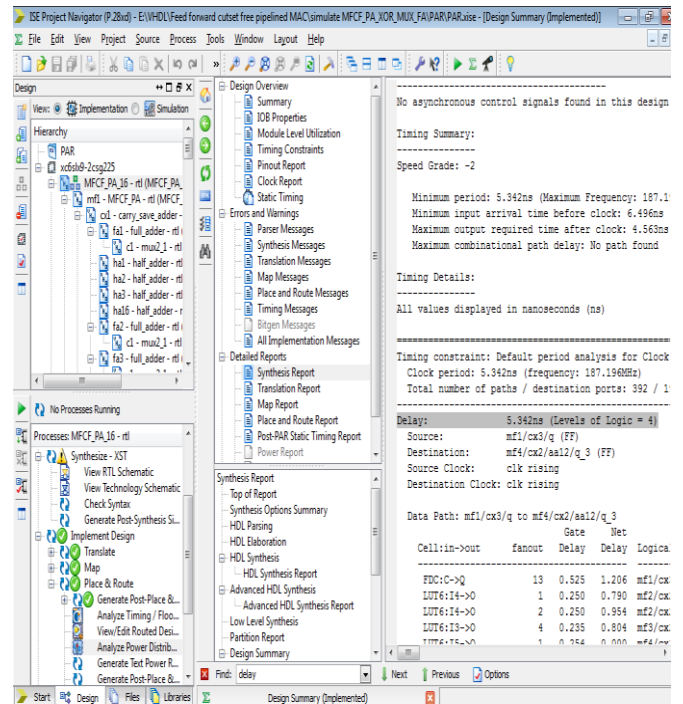 ISE Project Navigator (P.28xd) - E:\VHDL\Feed forward cutset free pipelined MAC\simulate MFCF_PA_XOR_MUX_FA\PAR\PAR.xise - [Design Summary (Implemented)]
File Edit View Project Source Process Tools Window Layout Help
Design
View: Implementation Simulation
Hierarchy
PAR
xc6slx9-2csg225
MFCF_PA_16 - rtl (MFCF_PA_
mf1 - MFCF_PA - rtl (MFCF_
cx1 - carry_save_adder -
fa1 - full_adder - rtl (
c1 - mux2_1 - rtl
ha1 - half_adder - rtl
ha2 - half_adder - rtl
ha3 - half_adder - rtl
ha16 - half_adder - rtl
fa2 - full_adder - rtl (
c1 - mux2_1 - rtl
fa3 - full_adder - rtl (
No Processes Running
Processes: MFCF_PA_16 - rtl
Synthesize - XST
View RTL Schematic
View Technology Schematic
Check Syntax
Generate Post-Synthesis Si...
Implement Design
Translate
Map
Place & Route
Generate Post-Place &...
Analyze Timing / Floo...
View/Edit Routed Desi...
Analyze Power Distrib...
Generate Text Power R...
Generate Post-Place &...
Start Design Files Libraries
Design Overview
Summary
IOB Properties
Module Level Utilization
Timing Constraints
Pinout Report
Clock Report
Static Timing
Errors and Warnings
Parser Messages
Synthesis Messages
Translation Messages
Map Messages
Place and Route Messages
Timing Messages
Bitgen Messages
All Implementation Messages
Detailed Reports
Synthesis Report
Translation Report
Map Report
Place and Route Report
Post-PAR Static Timing Report
Power Report
Synthesis Report
Top of Report
Synthesis Options Summary
HDL Parsing
HDL Elaboration
HDL Synthesis
HDL Synthesis Report
Advanced HDL Synthesis
Advanced HDL Synthesis Report
Low Level Synthesis
Partition Report
Design Summary
----------------------------------------
No asynchronous control signals found in this design
Timing Summary:
---------------
Speed Grade: -2
Minimum period: 5.342ns (Maximum Frequency: 187.1
Minimum input arrival time before clock: 6.496ns
Maximum output required time after clock: 4.563ns
Maximum combinational path delay: No path found
Timing Details:
---------------
All values displayed in nanoseconds (ns)
Timing constraint: Default period analysis for Clock
Clock period: 5.342ns (frequency: 187.196MHz)
Total number of paths / destination ports: 392 / 1
Delay: 5.342ns (Levels of Logic = 4)
Source: mf1/cx3/q (FF)
Destination: mf4/cx2/aa12/q_3 (FF)
Source Clock: clk rising
Destination Clock: clk rising
Data Path: mf1/cx3/q to mf4/cx2/aa12/q_3
Gate Net
Cell:in->out fanout Delay Delay Logical
FDC:C->Q 13 0.525 1.206 mf1/cx
LUT6:I4->O 1 0.250 0.790 mf2/cx
LUT6:I4->O 2 0.250 0.954 mf2/cx
LUT6:I3->O 4 0.235 0.804 mf3/cx
LUT6:I5->O 1 0.254 0.000 mf4/cx
Find: delay Next Previous Options
Design Summary (Implemented)